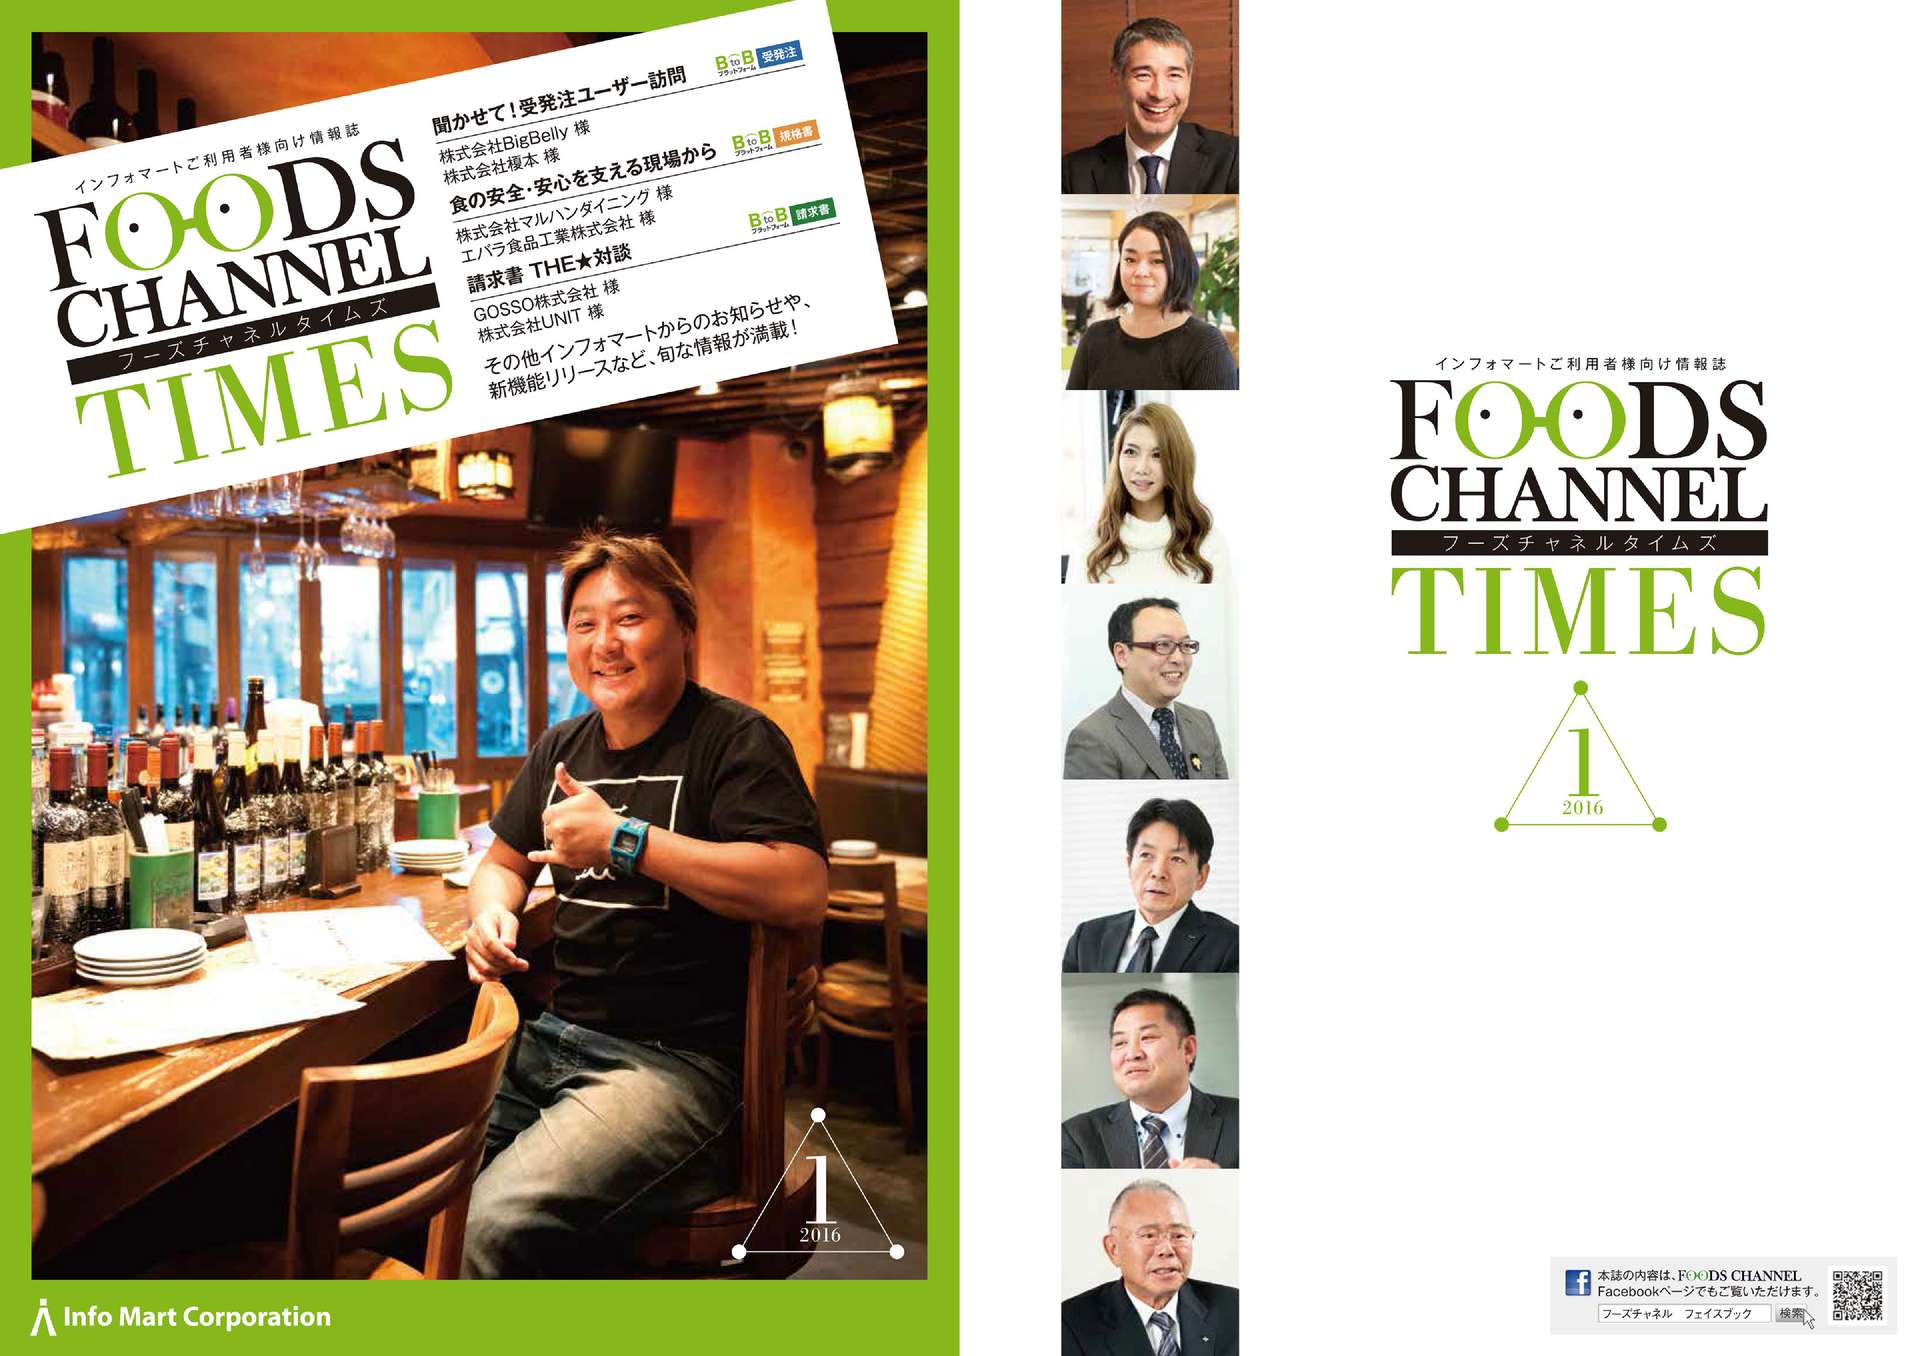 インフォマートご利用者様向け情報誌
FOODS
CHANNEL
フーズチャネルタイムズ
TIMES
聞かせて！受発注ユーザー訪問
BtoB
プラットフォーム
受発注
株式会社BigBelly 様
株式会社榎本 様
食の安全・安心を支える現場から
BtoB
プラットフォーム
規格書
株式会社マルハンダイニング 様
エバラ食品工業株式会社 様
請求書 THE★対談
BtoB
プラットフォーム
請求書
GOSSO株式会社 様
株式会社UNIT 様
その他インフォマートからのお知らせや、
新機能リリースなど、旬な情報が満載！
1
2016
Info Mart Corporation
インフォマートご利用者様向け情報誌
FOODS
CHANNEL
フーズチャネルタイムズ
TIMES
1
2016
本誌の内容は、FOODS CHANNEL
Facebookページでもご覧いただけます。
フーズチャネル　フェイスブック
検索